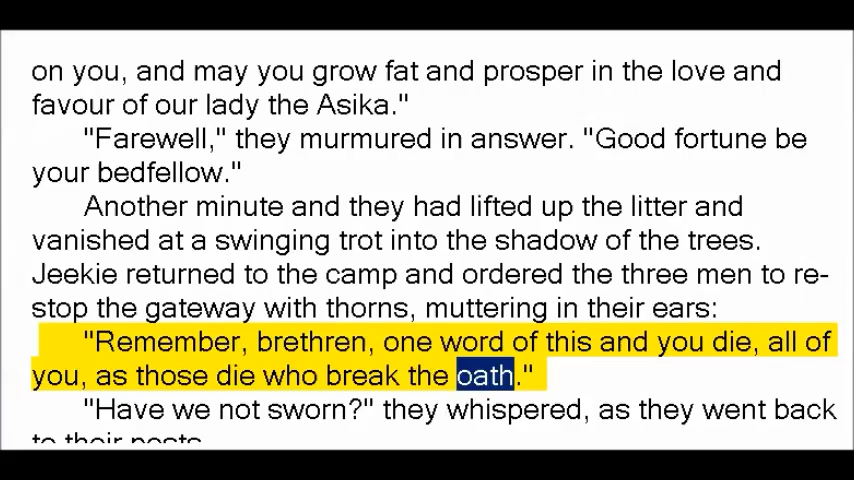 on you, and may you grow fat and prosper in the love and
favour of our lady the Asika."
"Farewell," they murmured in answer. "Good fortune be
your bedfellow."
Another minute and they had lifted up the litter and
vanished at a swinging trot into the shadow of the trees.
Jeekie returned to the camp and ordered the three men to re-
stop the gateway with thorns, muttering in their ears:
"Remember, brethren, one word of this and you die, all of
you, as those die who break the oath."
"Have we not sworn?" they whispered, as they went back
to their posts.